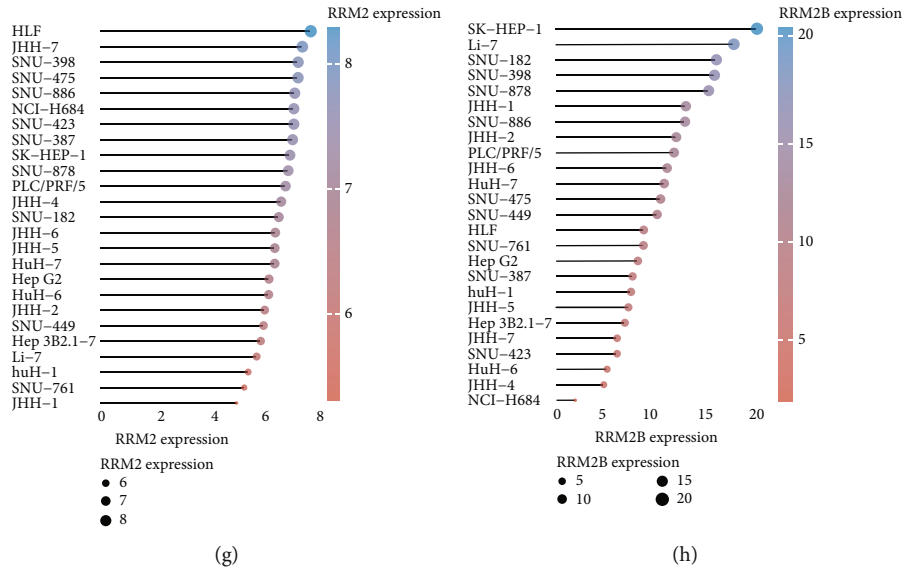 RRM2 expression
HLF
JHH−7
SNU−398
SNU−475
SNU−886
NCI−H684
SNU−423
SNU−387
SK−HEP−1
SNU−878
PLC/PRF/5
JHH−4
SNU−182
JHH−6
JHH−5
HuH−7
Hep G2
HuH−6
JHH−2
SNU−449
Hep 3B2.1−7
Li−7
huH−1
SNU−761
JHH−1
8
7
6
0 2 4 6 8
RRM2 expression
RRM2 expression
6
7
8
(g)
RRM2B expression
SK−HEP−1
Li−7
SNU−182
SNU−398
SNU−878
JHH−1
SNU−886
JHH−2
PLC/PRF/5
JHH−6
HuH−7
SNU−475
SNU−449
HLF
SNU−761
Hep G2
SNU−387
huH−1
JHH−5
Hep 3B2.1−7
JHH−7
SNU−423
HuH−6
JHH−4
NCI−H684
20
15
10
5
0 5 10 15 20
RRM2B expression
RRM2B expression
5 15
10 20
(h)